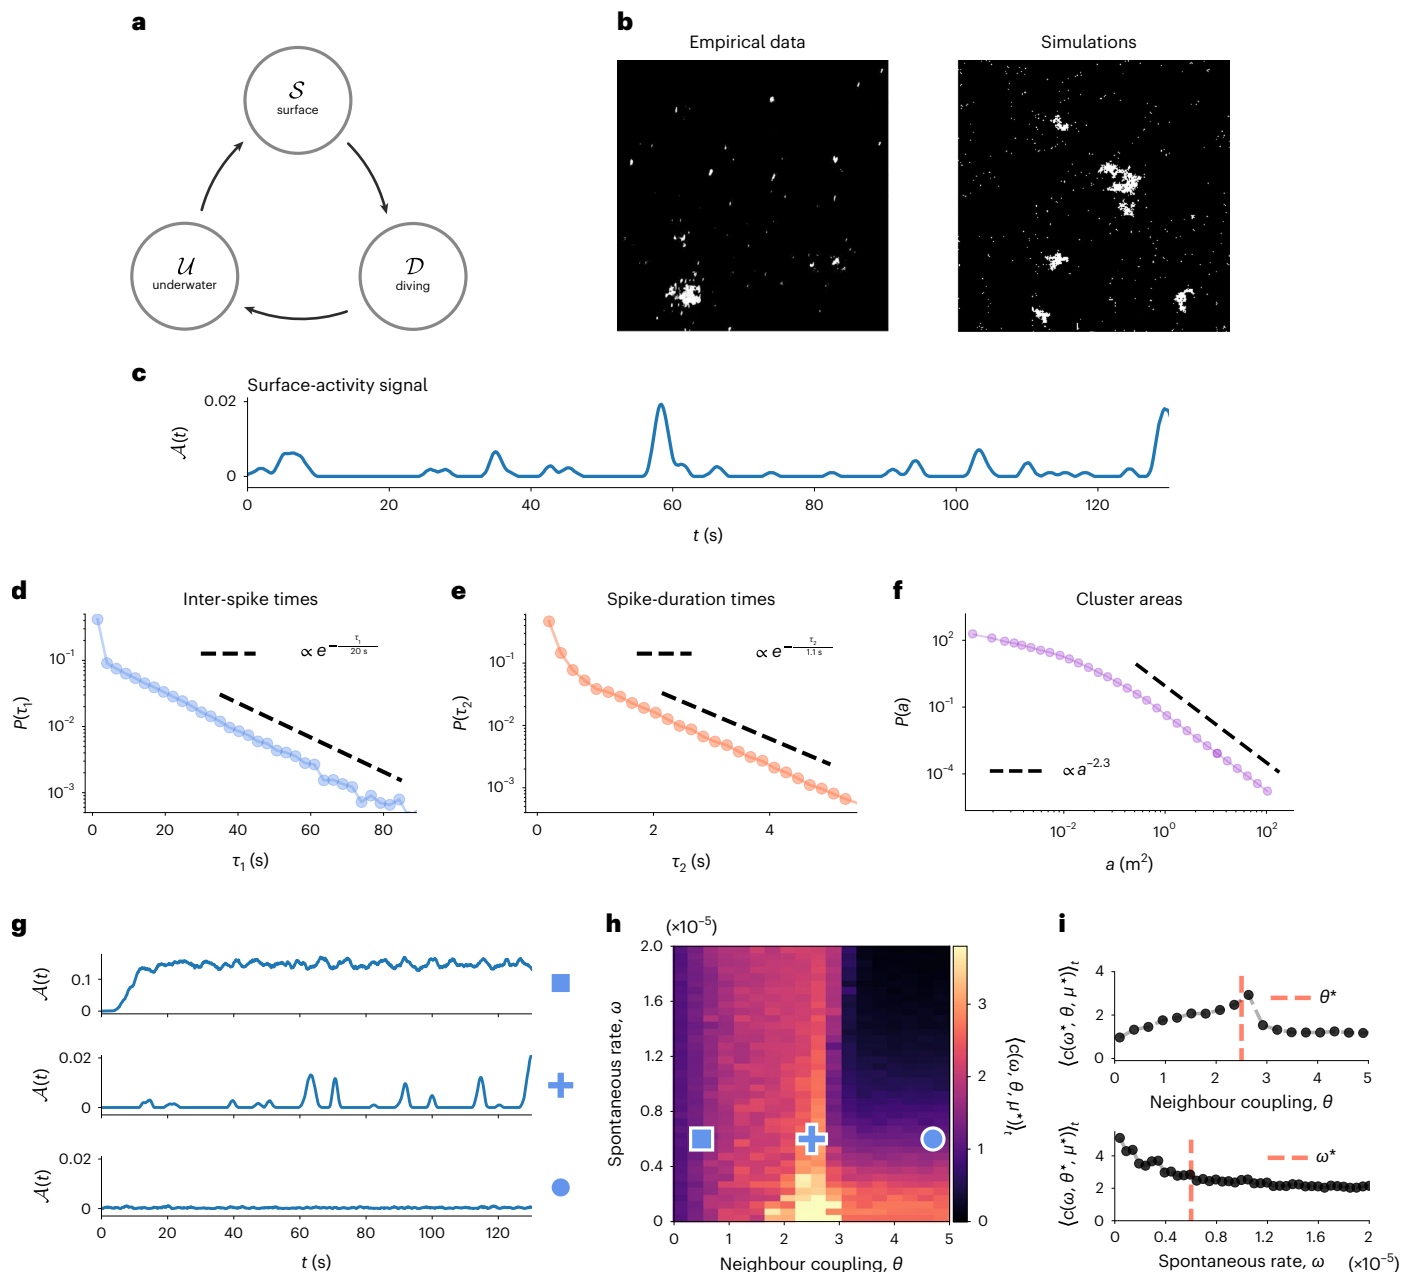 a
S
surface
U
underwater
D
diving
b
Empirical data
Simulations
c
Surface-activity signal
A(t)
0.02
0
0 20 40 60 80 100 120
t (s)
d
Inter-spike times
∝ e^{−τ₁/20 s}
P(τ₁)
10⁻¹
10⁻²
10⁻³
0 20 40 60 80
τ₁ (s)
e
Spike-duration times
∝ e^{−τ₂/1.1 s}
P(τ₂)
10⁻¹
10⁻²
10⁻³
0 2 4
τ₂ (s)
f
Cluster areas
P(a)
10²
10⁻¹
10⁻⁴
∝ a^{−2.3}
10⁻² 10⁰ 10²
a (m²)
g
A(t)
0.1
0
A(t)
0.02
0
A(t)
0.02
0
0 20 40 60 80 100 120
t (s)
h
(×10⁻⁵)
Spontaneous rate, ω
2.0
1.6
1.2
0.8
0.4
0
0 1 2 3 4 5
Neighbour coupling, θ
3
2
1
0
⟨c(ω, θ, μ*)⟩ₜ
i
⟨c(ω*, θ, μ*)⟩ₜ
4
2
0
θ*
0 1 2 3 4 5
Neighbour coupling, θ
⟨c(ω, θ*, μ*)⟩ₜ
4
2
0
ω*
0 0.4 0.8 1.2 1.6 2
Spontaneous rate, ω (×10⁻⁵)